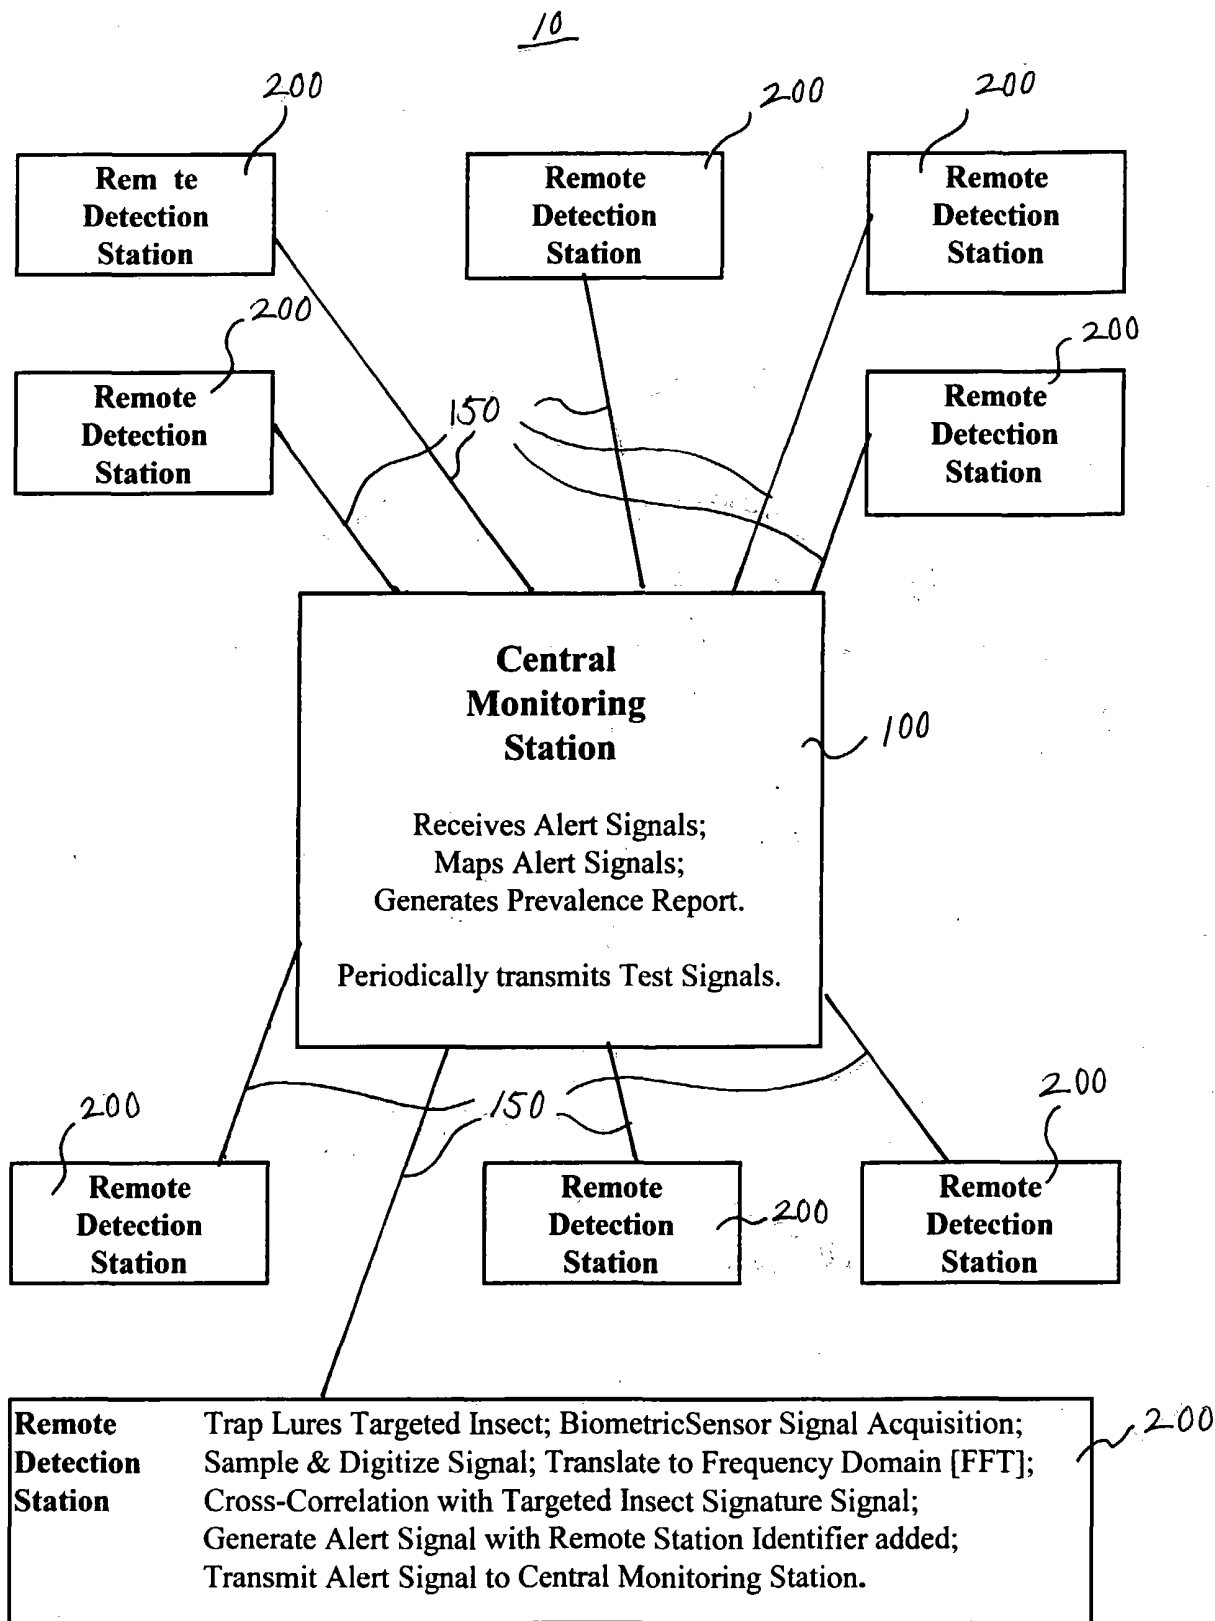 10
200
200
200
Rem te
Detection
Station
Remote
Detection
Station
Remote
Detection
Station
200
200
Remote
Detection
Station
150
Remote
Detection
Station
Central
Monitoring
Station
100
Receives Alert Signals;
Maps Alert Signals;
Generates Prevalence Report.
Periodically transmits Test Signals.
200
150
200
Remote
Detection
Station
Remote
Detection
Station
200
Remote
Detection
Station
Remote
Detection
Station
Trap Lures Targeted Insect; BiometricSensor Signal Acquisition;
Sample & Digitize Signal; Translate to Frequency Domain [FFT];
Cross-Correlation with Targeted Insect Signature Signal;
Generate Alert Signal with Remote Station Identifier added;
Transmit Alert Signal to Central Monitoring Station.
200